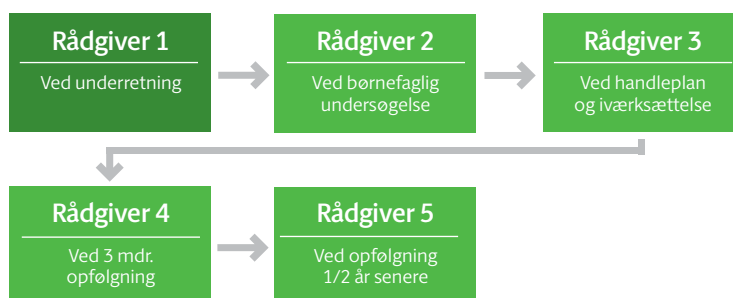 Rådgiver 1
Ved underretning
Rådgiver 2
Ved børnefaglig
undersøgelse
Rådgiver 3
Ved handleplan
og iværksættelse
Rådgiver 4
Ved 3 mdr.
opfølgning
Rådgiver 5
Ved opfølgning
1/2 år senere